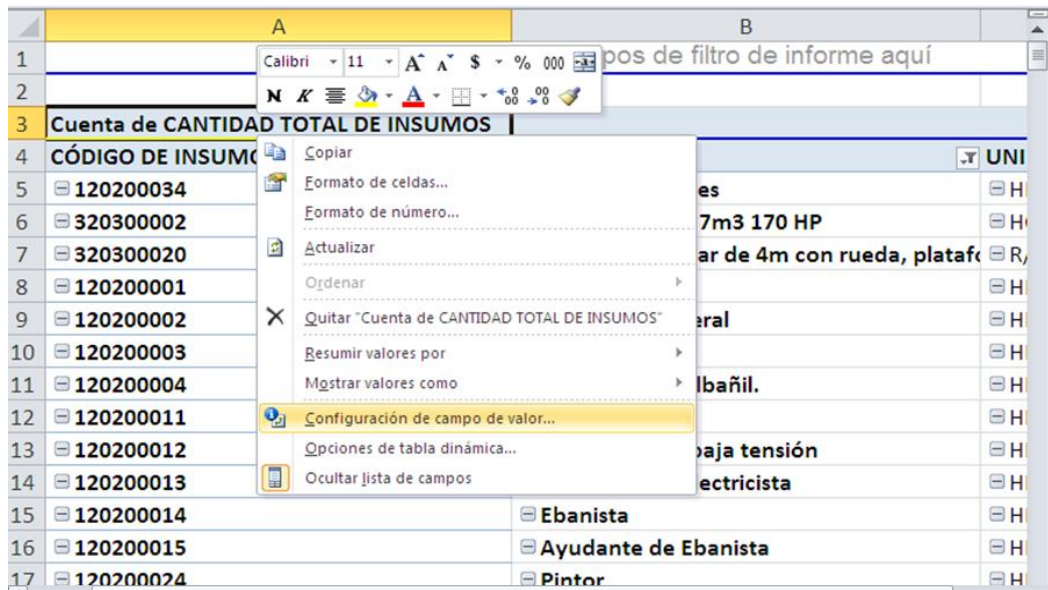 A B
1 pos de filtro de informe aquí
Calibri 11 A A $ % 000
2
N K A
3 Cuenta de CANTIDAD TOTAL DE INSUMOS
4 CÓDIGO DE INSUMO UNI
Copiar
5 120200034 es H
Formato de celdas...
6 320300002 7m3 170 HP
Formato de número...
7 320300020 ar de 4m con rueda, platafo R/
Actualizar
8 120200001 H
Ordenar
9 120200002 eral H
Quitar "Cuenta de CANTIDAD TOTAL DE INSUMOS"
10 120200003 H
Resumir valores por
11 120200004 lbañil. H
Mostrar valores como
12 120200011 H
Configuración de campo de valor...
13 120200012 baja tensión H
Opciones de tabla dinámica...
14 120200013 ectricista H
Ocultar lista de campos
15 120200014 Ebanista H
16 120200015 Ayudante de Ebanista H
17 120200024 Pintor H